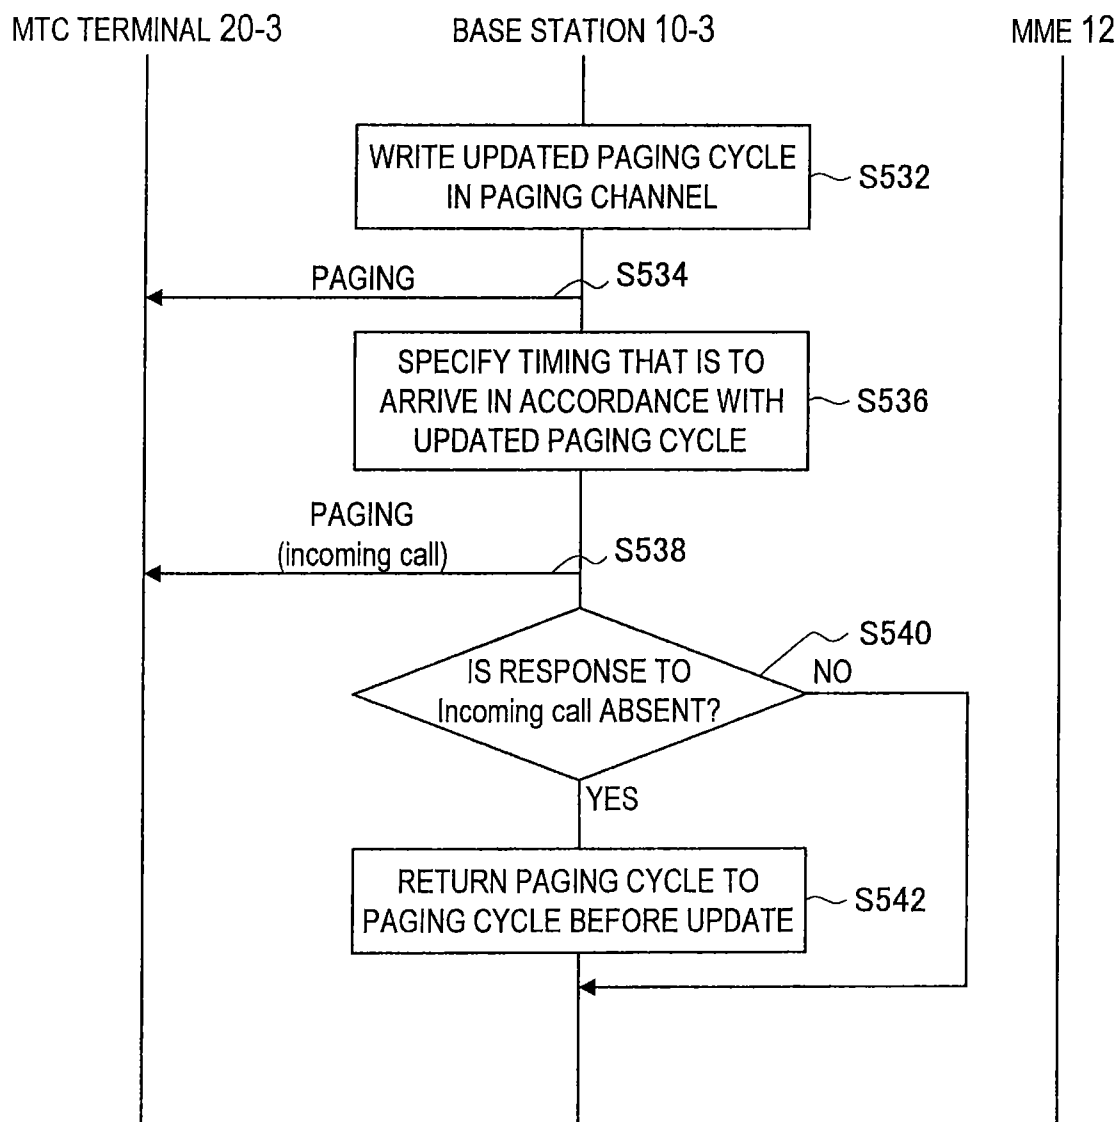 MTC TERMINAL 20-3
BASE STATION 10-3
MME 12
WRITE UPDATED PAGING CYCLE
IN PAGING CHANNEL
S532
PAGING
S534
SPECIFY TIMING THAT IS TO
ARRIVE IN ACCORDANCE WITH
UPDATED PAGING CYCLE
S536
PAGING
(incoming call)
S538
S540
IS RESPONSE TO
Incoming call ABSENT?
NO
YES
RETURN PAGING CYCLE TO
PAGING CYCLE BEFORE UPDATE
S542